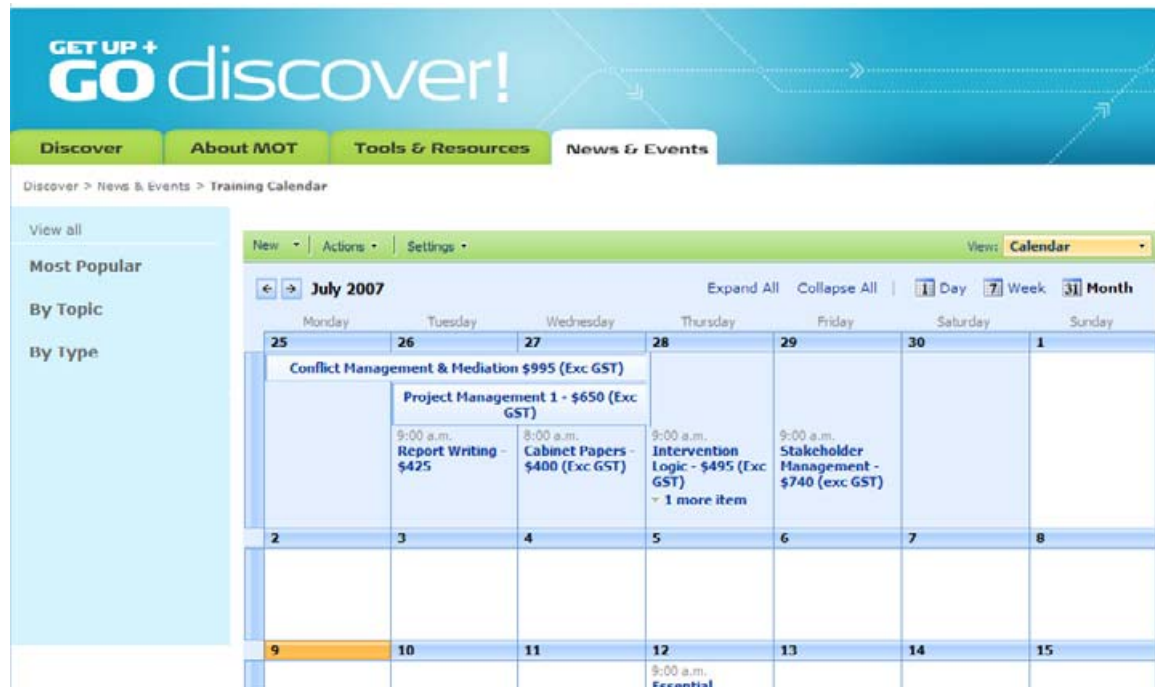 GET UP +
GO discover!
Discover About MOT Tools & Resources News & Events
Discover > News & Events > Training Calendar
View all
Most Popular
By Topic
By Type
New Actions Settings View: Calendar
July 2007 Expand All Collapse All | 1 Day 7 Week 31 Month
Monday Tuesday Wednesday Thursday Friday Saturday Sunday
25 26 27 28 29 30 1
Conflict Management & Mediation $995 (Exc GST)
Project Management 1 - $650 (Exc
GST)
9:00 a.m.
Report Writing -
$425
8:00 a.m.
Cabinet Papers -
$400 (Exc GST)
9:00 a.m.
Intervention
Logic - $495 (Exc
GST)
1 more item
9:00 a.m.
Stakeholder
Management -
$740 (exc GST)
2 3 4 5 6 7 8
9 10 11 12 13 14 15
9:00 a.m.
Essential